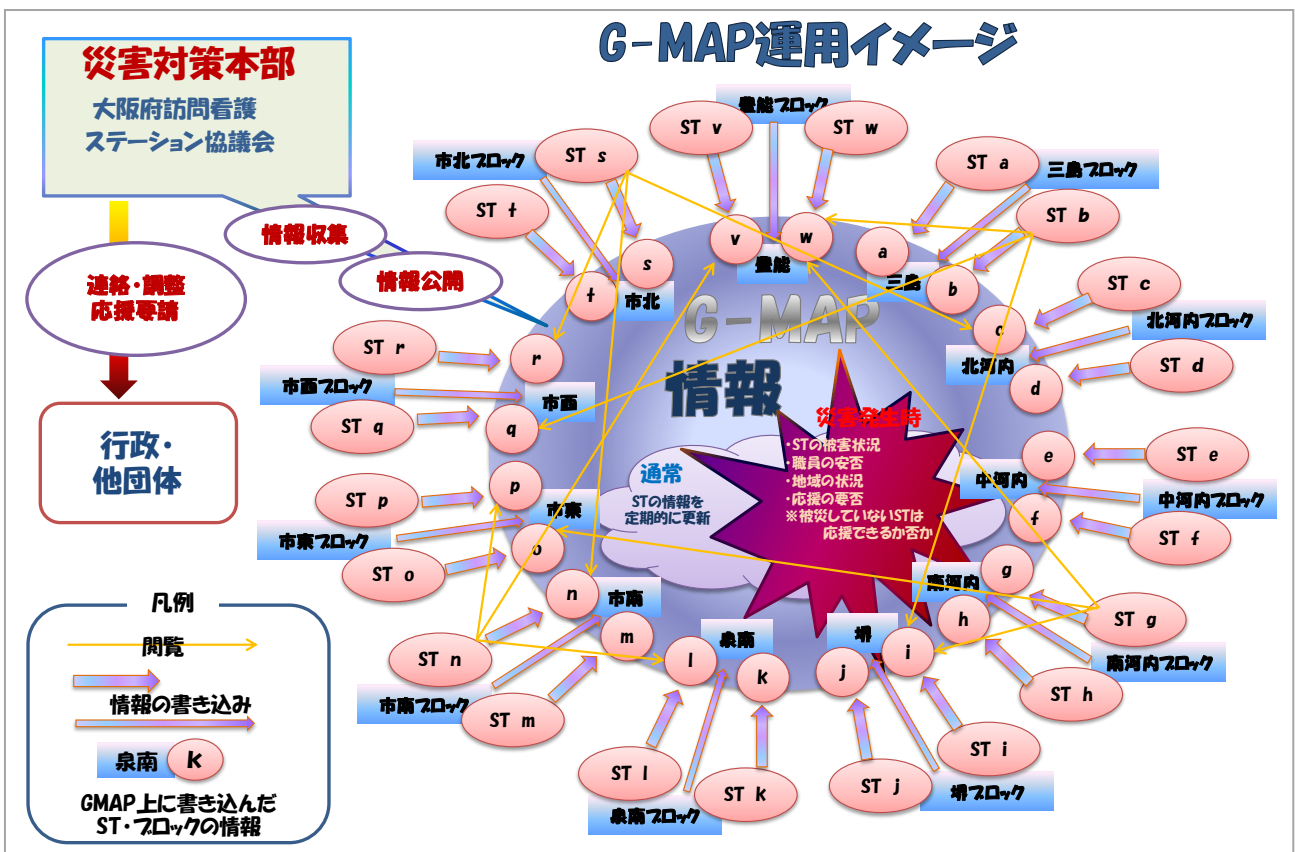 G-MAP運用イメージ
災害対策本部
大阪府訪問看護
ステーション協議会
情報収集
情報公開
連絡・調整
応援要請
行政・
他団体
凡例
閲覧
情報の書き込み
泉南
k
GMAP上に書き込んだ
ST・ブロックの情報
G-MAP
情報
通常
STの情報を
定期的に更新
災害発生時
・STの被害状況
・職員の安否
・地域の状況
・応援の要否
※被災していないSTは
応援できるか否か
豊能ブロック
ST v
ST w
v
w
豊能
三島ブロック
ST a
ST b
a
b
三島
北河内ブロック
ST c
ST d
c
d
北河内
中河内ブロック
ST e
ST f
e
f
中河内
南河内ブロック
ST g
ST h
g
h
南河内
堺ブロック
ST i
ST j
i
j
堺
泉南ブロック
ST k
ST l
k
l
泉南
市南ブロック
ST m
ST n
m
n
市南
市東ブロック
ST o
ST p
o
p
市東
市西ブロック
ST q
ST r
q
r
市西
市北ブロック
ST s
ST t
s
t
市北